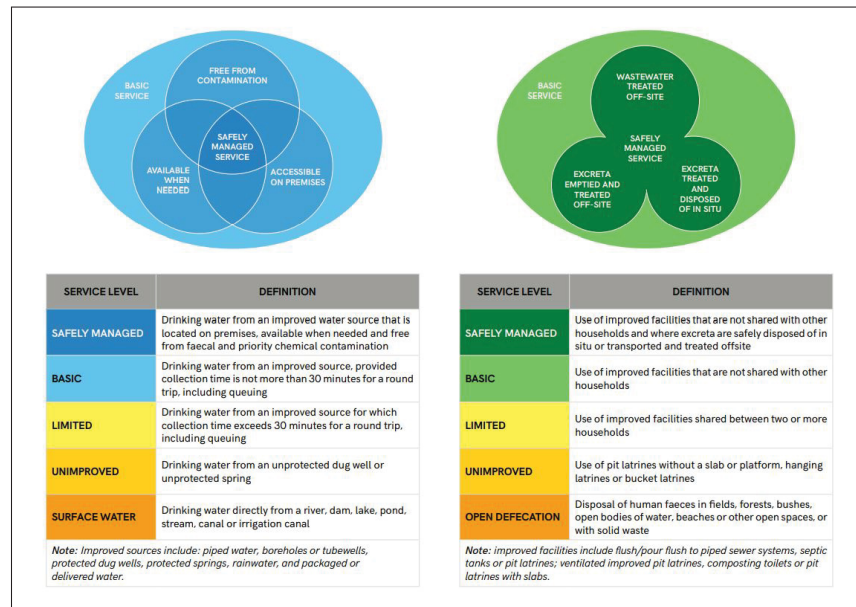 FREE FROM
CONTAMINATION
BASIC
SERVICE
SAFELY
MANAGED
SERVICE
AVAILABLE
WHEN
NEEDED
ACCESSIBLE
ON PREMISES
WASTEWATER
TREATED
OFF-SITE
BASIC
SERVICE
SAFELY
MANAGED
SERVICE
EXCRETA
EMPTIED AND
TREATED
OFF-SITE
EXCRETA
TREATED
AND
DISPOSED
OF IN SITU
SERVICE LEVEL DEFINITION
SAFELY MANAGED
Drinking water from an improved water source that is
located on premises, available when needed and free
from faecal and priority chemical contamination
BASIC
Drinking water from an improved source, provided
collection time is not more than 30 minutes for a round
trip, including queuing
LIMITED
Drinking water from an improved source for which
collection time exceeds 30 minutes for a round trip,
including queuing
UNIMPROVED
Drinking water from an unprotected dug well or
unprotected spring
SURFACE WATER
Drinking water directly from a river, dam, lake, pond,
stream, canal or irrigation canal
Note: Improved sources include: piped water, boreholes or tubewells,
protected dug wells, protected springs, rainwater, and packaged or
delivered water.
SERVICE LEVEL DEFINITION
SAFELY MANAGED
Use of improved facilities that are not shared with other
households and where excreta are safely disposed of in
situ or transported and treated offsite
BASIC
Use of improved facilities that are not shared with other
households
LIMITED
Use of improved facilities shared between two or more
households
UNIMPROVED
Use of pit latrines without a slab or platform, hanging
latrines or bucket latrines
OPEN DEFECATION
Disposal of human faeces in fields, forests, bushes,
open bodies of water, beaches or other open spaces, or
with solid waste
Note: improved facilities include flush/pour flush to piped sewer systems, septic
tanks or pit latrines; ventilated improved pit latrines, composting toilets or pit
latrines with slabs.